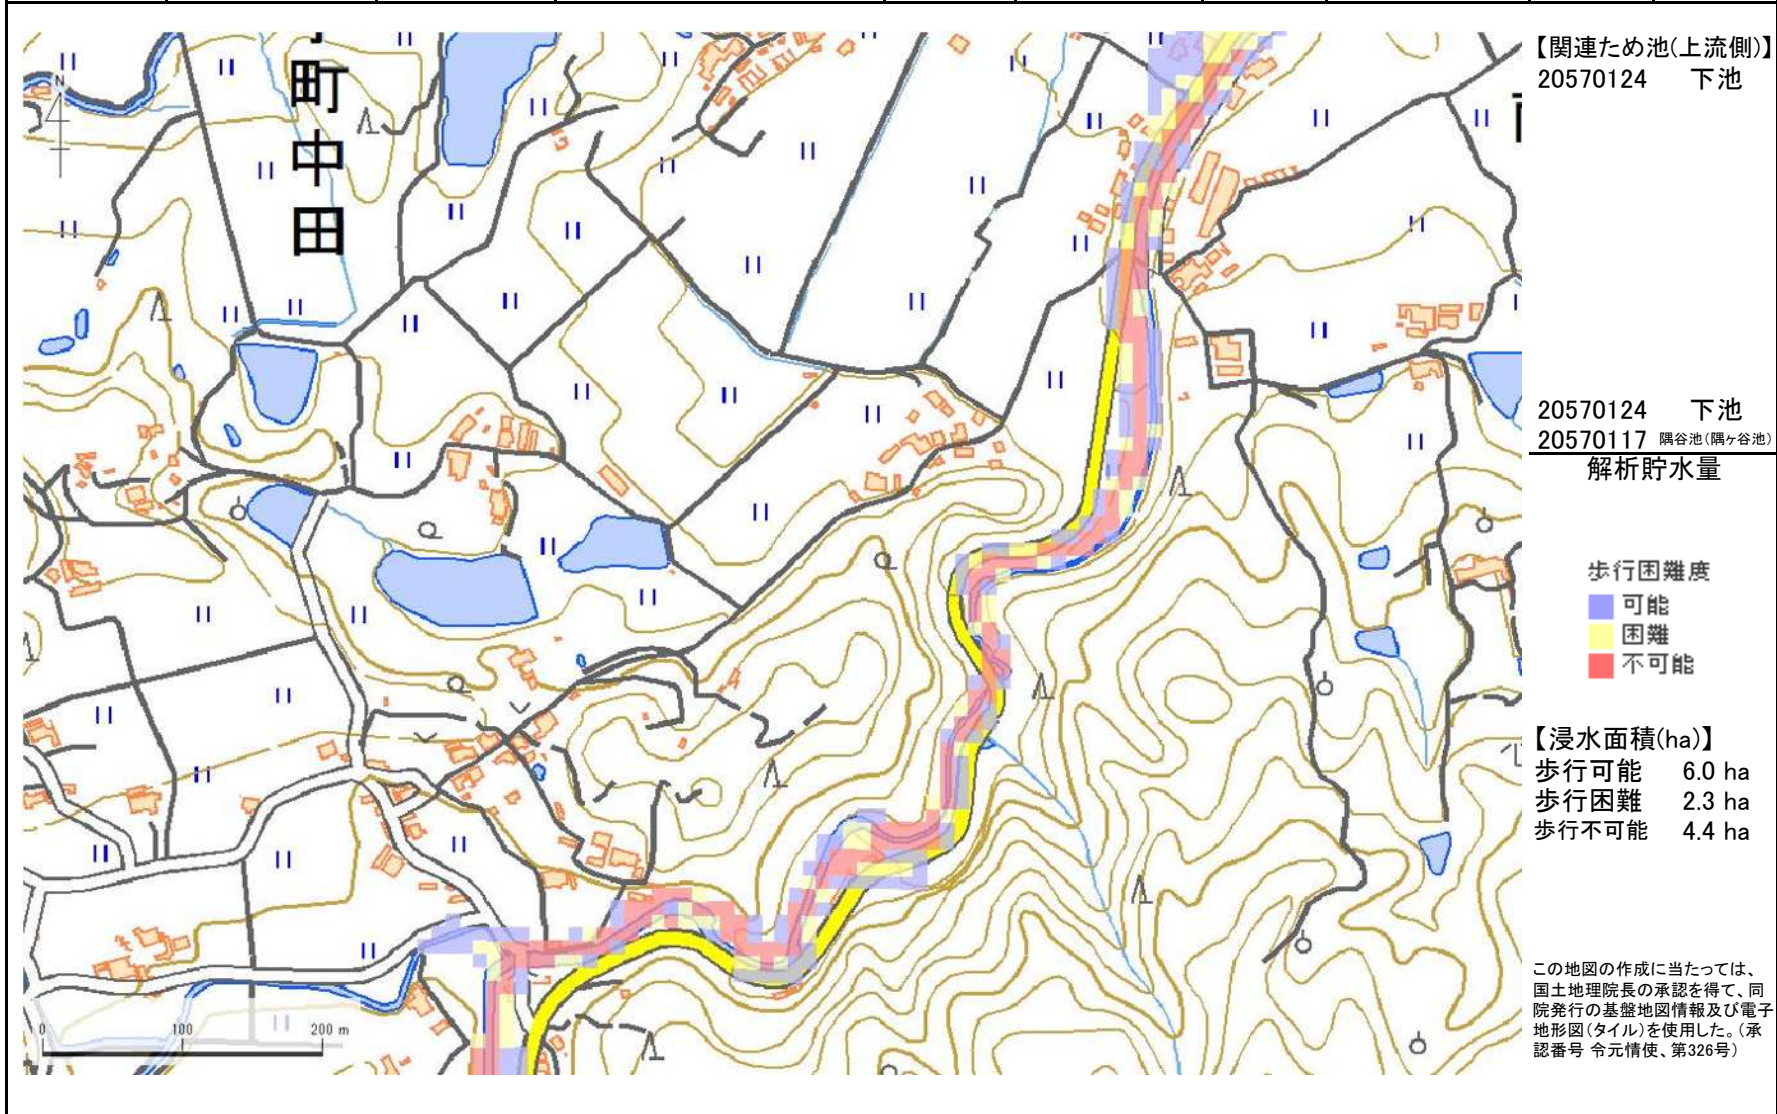 町中田
N
0 100 200 m
【関連ため池(上流側)】
20570124 下池
20570124 下池
20570117 隅谷池(隅ヶ谷池)
解析貯水量
歩行困難度
可能
困難
不可能
【浸水面積(ha)】
歩行可能 6.0 ha
歩行困難 2.3 ha
歩行不可能 4.4 ha
この地図の作成に当たっては、
国土地理院長の承認を得て、同
院発行の基盤地図情報及び電子
地形図(タイル)を使用した。(承
認番号 令元情使、第326号)